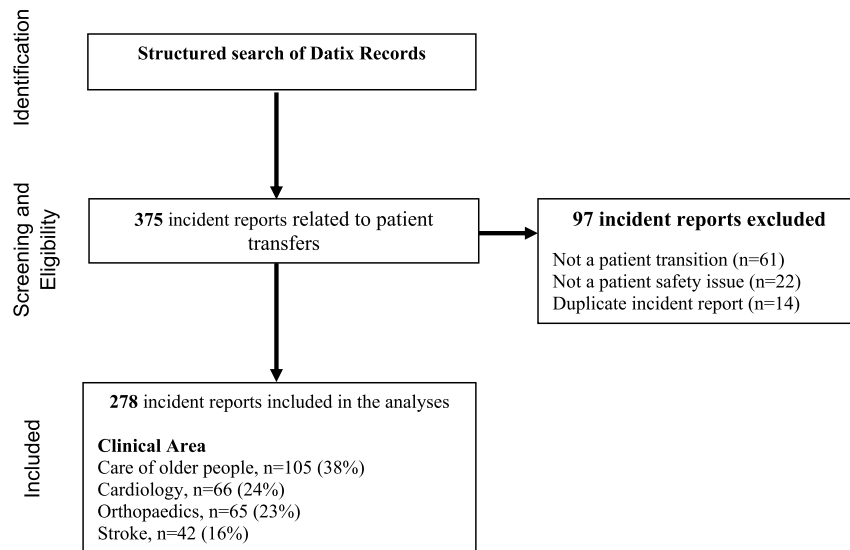 Identification
Structured search of Datix Records
Screening and
Eligibility
375 incident reports related to patient
transfers
97 incident reports excluded
Not a patient transition (n=61)
Not a patient safety issue (n=22)
Duplicate incident report (n=14)
Included
278 incident reports included in the analyses
Clinical Area
Care of older people, n=105 (38%)
Cardiology, n=66 (24%)
Orthopaedics, n=65 (23%)
Stroke, n=42 (16%)